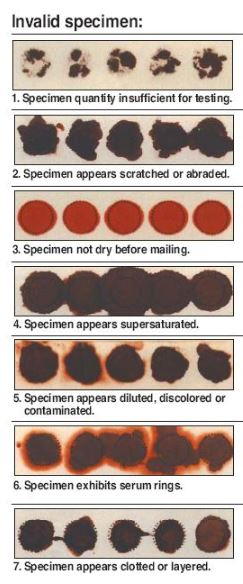 Invalid specimen:
1. Specimen quantity insufficient for testing.
2. Specimen appears scratched or abraded.
3. Specimen not dry before mailing.
4. Specimen appears supersaturated.
5. Specimen appears diluted, discolored or
contaminated.
6. Specimen exhibits serum rings.
7. Specimen appears clotted or layered.